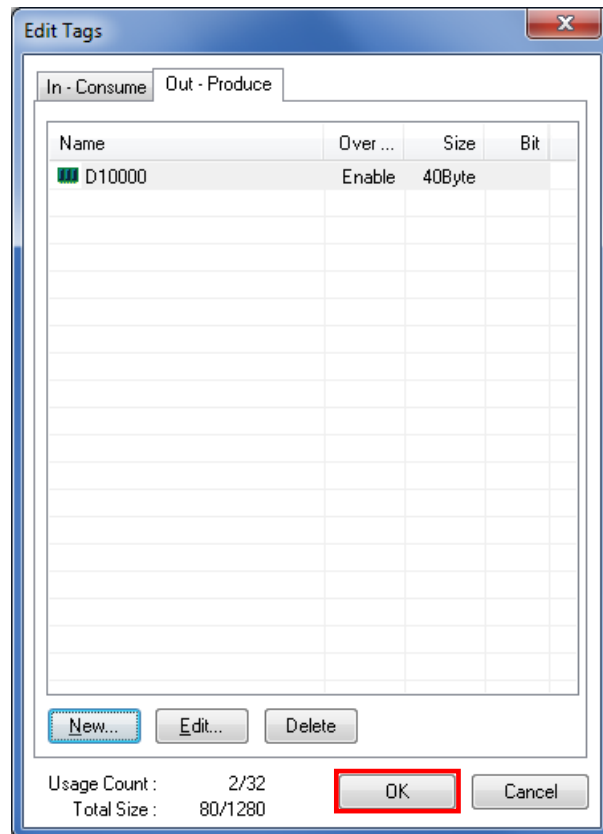 Edit Tags
In - Consume Out - Produce
Name Over ... Size Bit
D10000 Enable 40Byte
New... Edit... Delete
Usage Count : 2/32
Total Size : 80/1280
OK Cancel